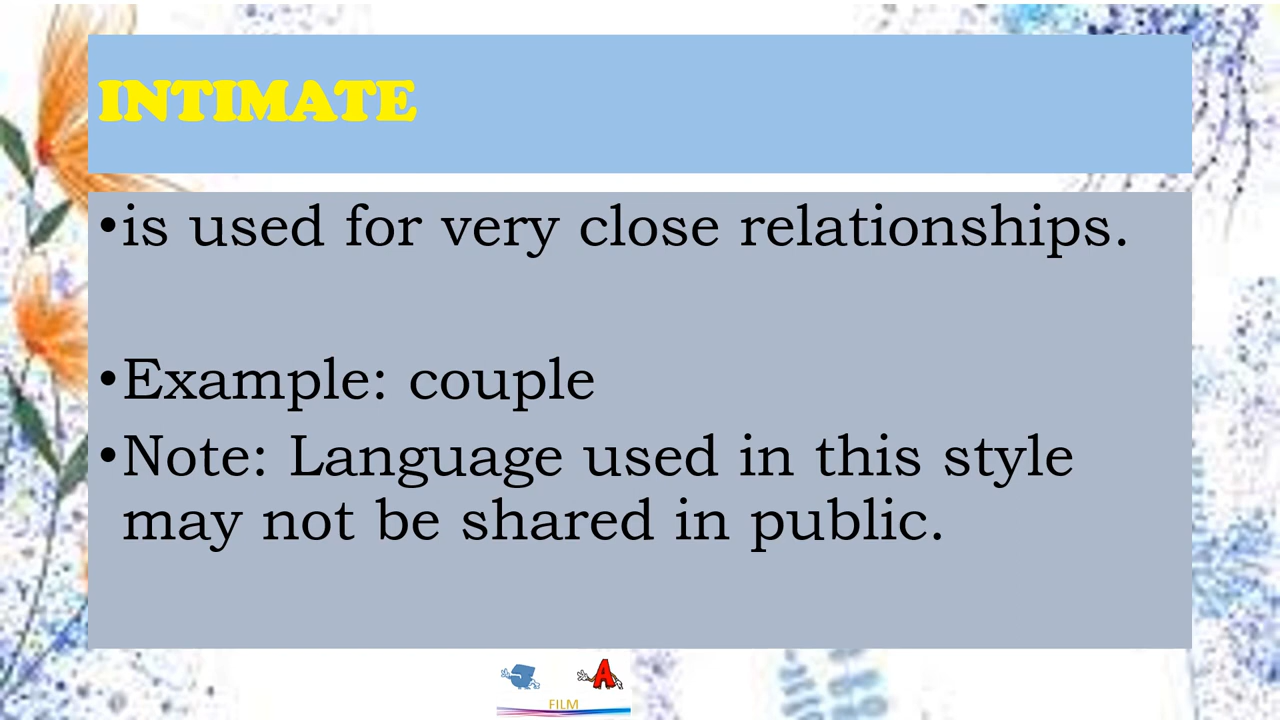 INTIMATE
•is used for very close relationships.
•Example: couple
•Note: Language used in this style
may not be shared in public.
A
FILM